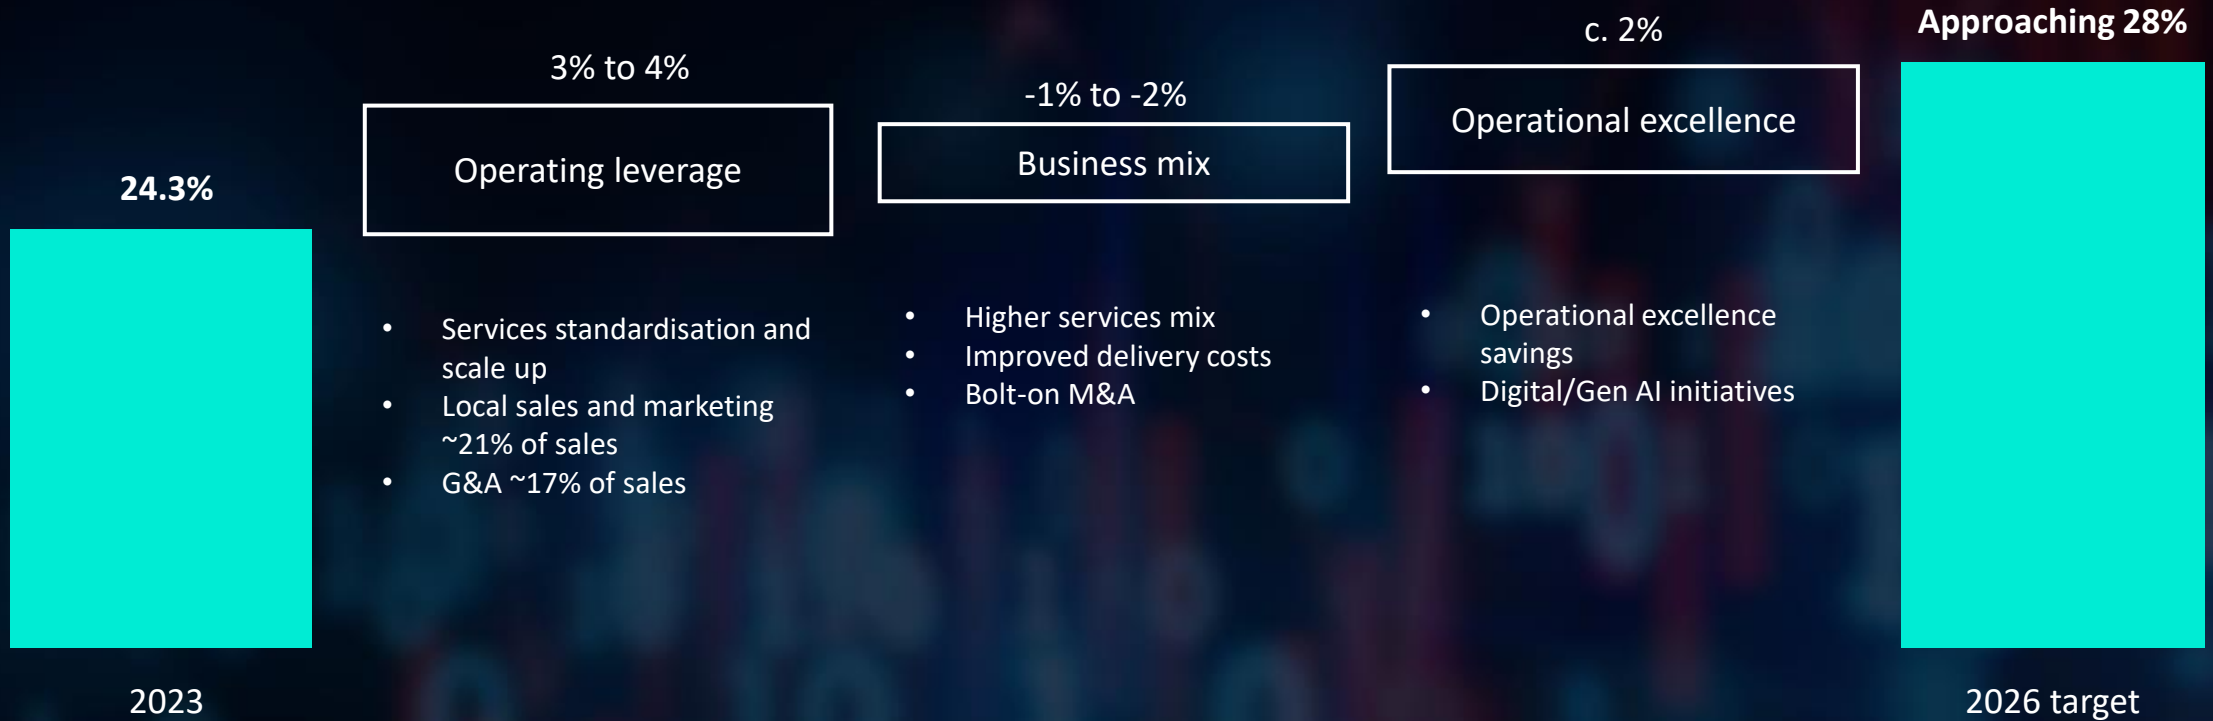 24.3%
2023
3% to 4%
Operating leverage
• Services standardisation and
scale up
• Local sales and marketing
~21% of sales
• G&A ~17% of sales
-1% to -2%
Business mix
• Higher services mix
• Improved delivery costs
• Bolt-on M&A
c. 2%
Operational excellence
• Operational excellence
savings
• Digital/Gen AI initiatives
Approaching 28%
2026 target